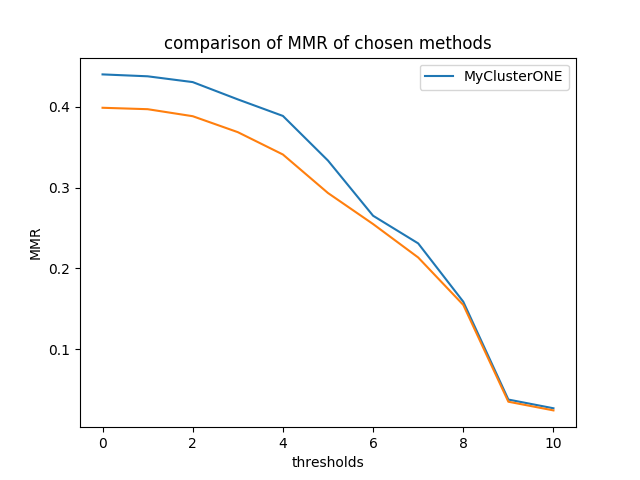 comparison of MMR of chosen methods
MyClusterONE
MMR
0.4
0.3
0.2
0.1
0 2 4 6 8 10
thresholds